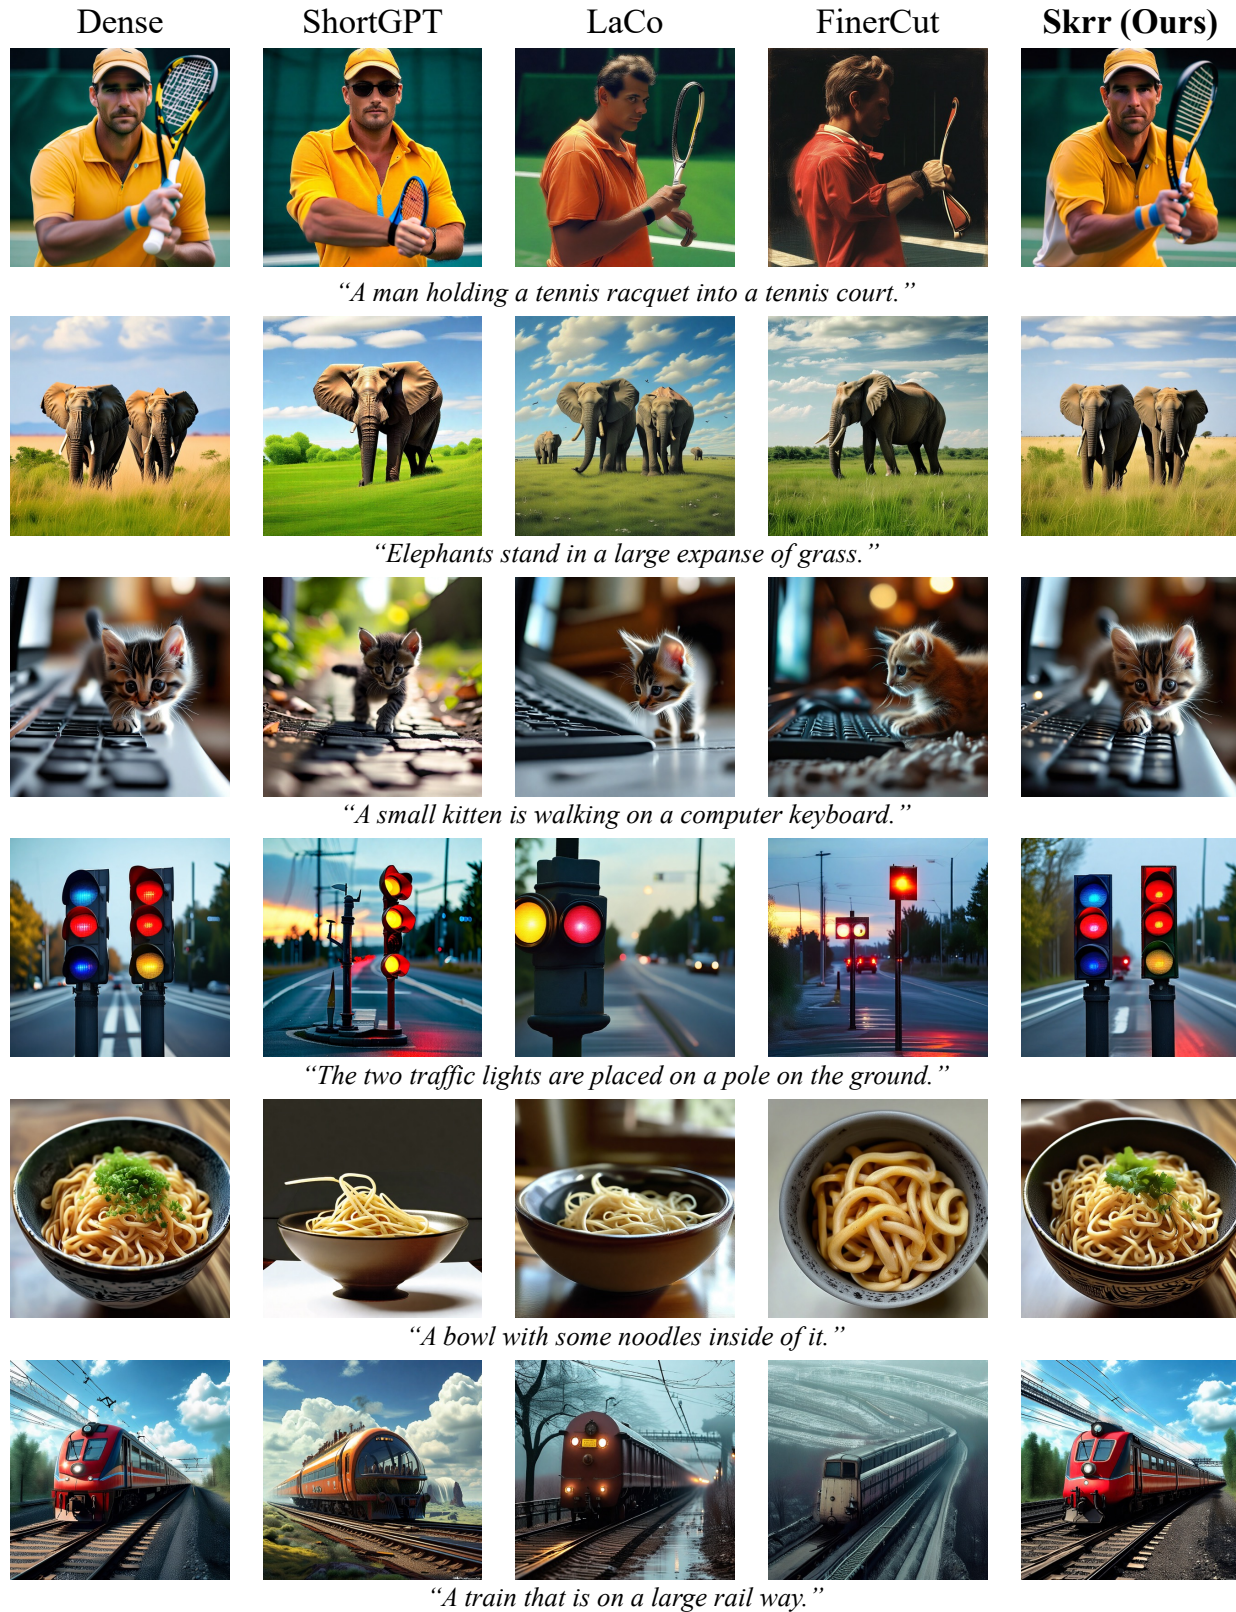 Dense ShortGPT LaCo FinerCut Skrr (Ours)
“A man holding a tennis racquet into a tennis court.”
“Elephants stand in a large expanse of grass.”
“A small kitten is walking on a computer keyboard.”
“The two traffic lights are placed on a pole on the ground.”
“A bowl with some noodles inside of it.”
“A train that is on a large rail way.”